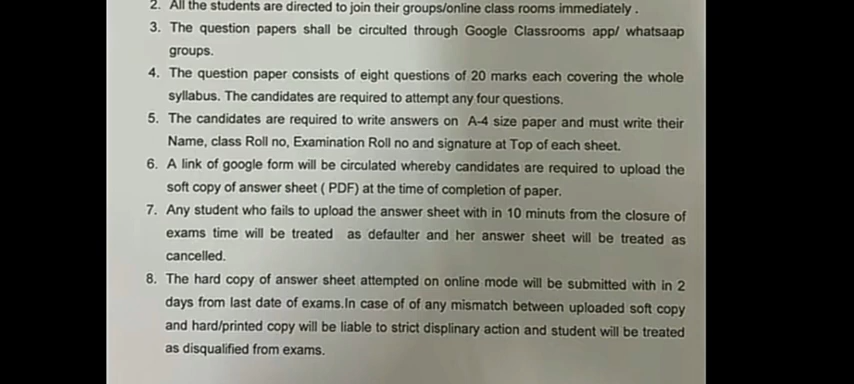 2. All the students are directed to join their groups/online class rooms immediately .
3. The question papers shall be circulted through Google Classrooms app/ whatsaap
groups.
4. The question paper consists of eight questions of 20 marks each covering the whole
syllabus. The candidates are required to attempt any four questions.
5. The candidates are required to write answers on A-4 size paper and must write their
Name, class Roll no, Examination Roll no and signature at Top of each sheet.
6. A link of google form will be circulated whereby candidates are required to upload the
soft copy of answer sheet ( PDF) at the time of completion of paper.
7. Any student who fails to upload the answer sheet with in 10 minuts from the closure of
exams time will be treated as defaulter and her answer sheet will be treated as
cancelled.
8. The hard copy of answer sheet attempted on online mode will be submitted with in 2
days from last date of exams.In case of of any mismatch between uploaded soft copy
and hard/printed copy will be liable to strict displinary action and student will be treated
as disqualified from exams.